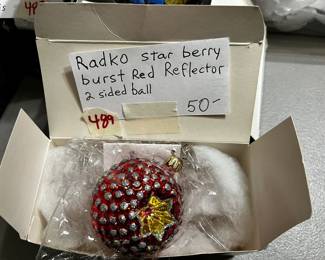 Radko star berry
burst Red Reflector
2 sided ball
50-
489